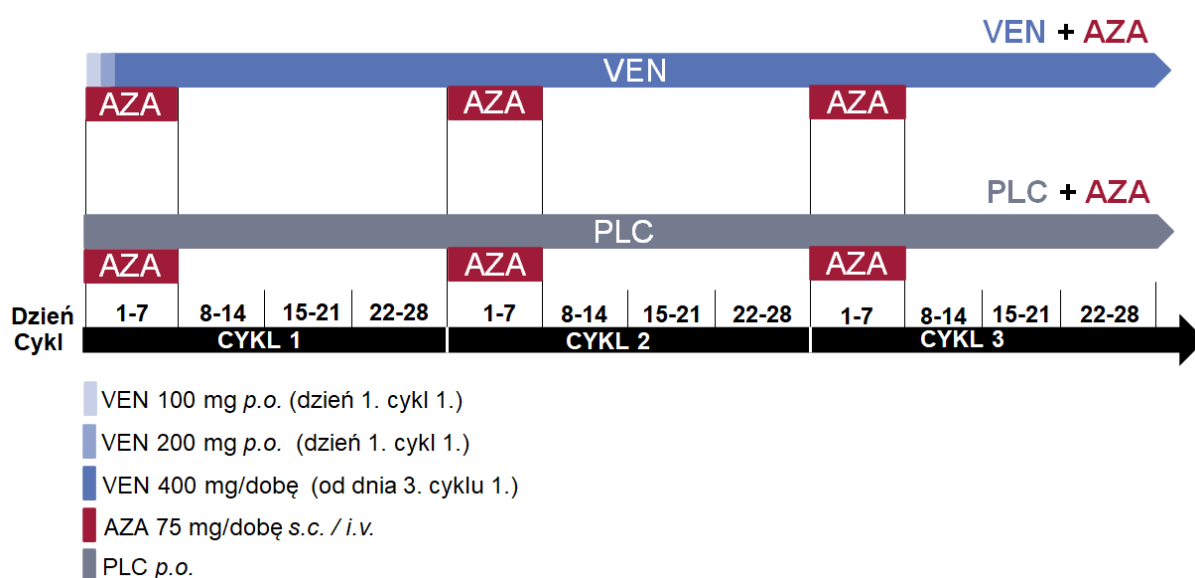 VEN + AZA
VEN
AZA AZA AZA
PLC + AZA
PLC
AZA AZA AZA
Dzień 1-7 8-14 15-21 22-28 1-7 8-14 15-21 22-28 1-7 8-14 15-21 22-28
Cykl CYKL 1 CYKL 2 CYKL 3
VEN 100 mg p.o. (dzień 1. cykl 1.)
VEN 200 mg p.o. (dzień 1. cykl 1.)
VEN 400 mg/dobę (od dnia 3. cyklu 1.)
AZA 75 mg/dobę s.c. / i.v.
PLC p.o.